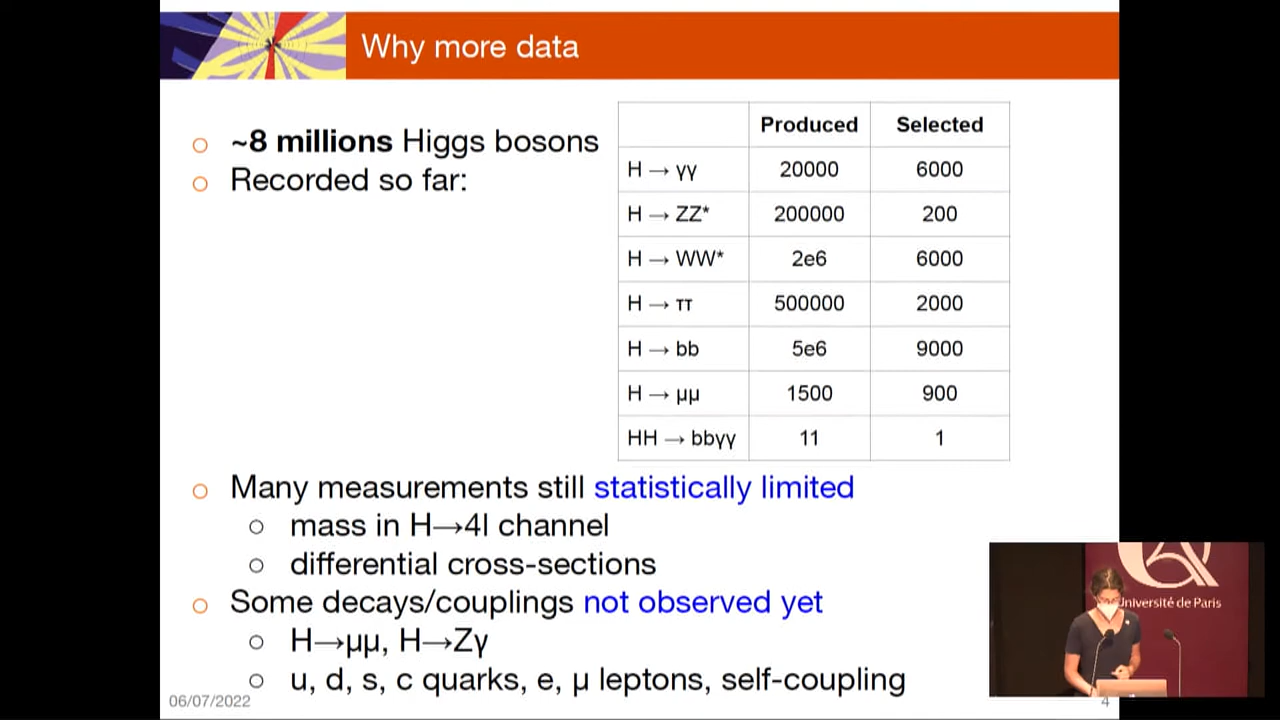 Why more data
~8 millions Higgs bosons
Recorded so far:
Produced Selected
H → γγ 20000 6000
H → ZZ* 200000 200
H → WW* 2e6 6000
H → ττ 500000 2000
H → bb 5e6 9000
H → μμ 1500 900
HH → bbγγ 11 1
Many measurements still statistically limited
mass in H→4l channel
differential cross-sections
Some decays/couplings not observed yet
H→μμ, H→Zγ
u, d, s, c quarks, e, μ leptons, self-coupling
06/07/2022
4
Université de Paris